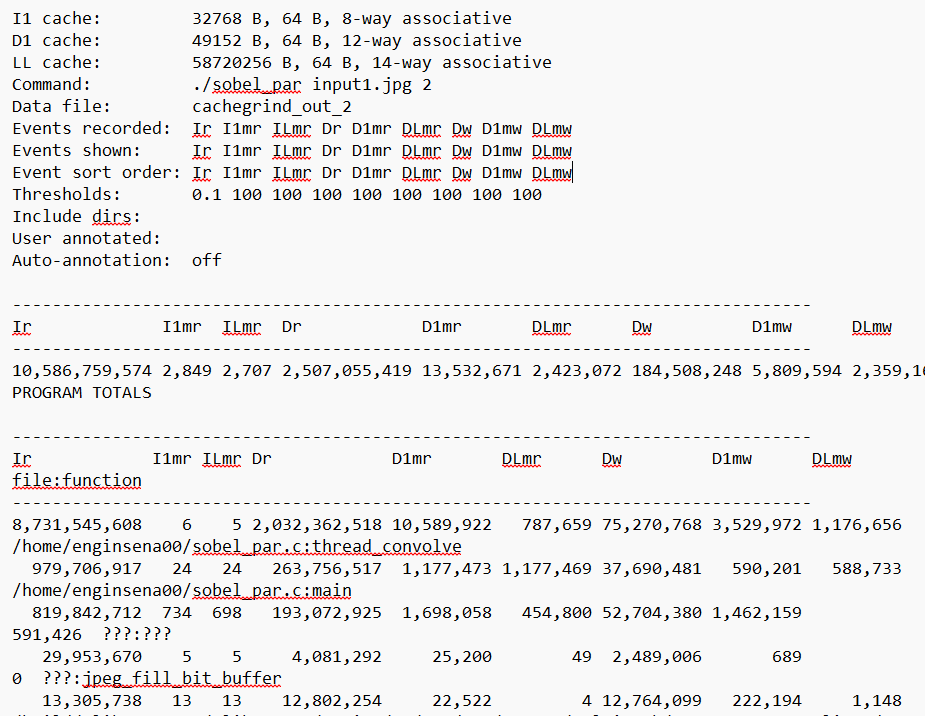 I1 cache:         32768 B, 64 B, 8-way associative
D1 cache:         49152 B, 64 B, 12-way associative
LL cache:         58720256 B, 64 B, 14-way associative
Command:          ./sobel_par input1.jpg 2
Data file:        cachegrind_out_2
Events recorded:  Ir I1mr ILmr Dr D1mr DLmr Dw D1mw DLmw
Events shown:     Ir I1mr ILmr Dr D1mr DLmr Dw D1mw DLmw
Event sort order: Ir I1mr ILmr Dr D1mr DLmr Dw D1mw DLmw
Thresholds:       0.1 100 100 100 100 100 100 100 100
Include dirs:
User annotated:
Auto-annotation:  off
--------------------------------------------------------------------------------
Ir             I1mr  ILmr  Dr            D1mr          DLmr      Dw          D1mw      DLmw
--------------------------------------------------------------------------------
10,586,759,574 2,849 2,707 2,507,055,419 13,532,671 2,423,072 184,508,248 5,809,594
PROGRAM TOTALS
--------------------------------------------------------------------------------
Ir            I1mr ILmr Dr            D1mr       DLmr      Dw         D1mw      DLmw
file:function
--------------------------------------------------------------------------------
8,731,545,608    6    5 2,032,362,518 10,589,922   787,659 75,270,768 3,529,972 1,176,656
/home/enginsena00/sobel_par.c:thread_convolve
979,706,917   24   24   263,756,517  1,177,473 1,177,469 37,690,481   590,201   588,733
/home/enginsena00/sobel_par.c:main
819,842,712  734  698   193,072,925  1,698,058   454,800 52,704,380 1,462,159
591,426  ???:???
29,953,670    5    5     4,081,292     25,200        49  2,489,006       689
0  ???:jpeg_fill_bit_buffer
13,305,738   13   13    12,802,254     22,522         4 12,764,099   222,194     1,148